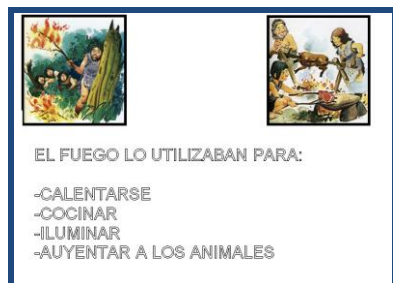 EL FUEGO LO UTILIZABAN PARA:
-CALENTARSE
-COCINAR
-ILUMINAR
-AUYENTAR A LOS ANIMALES